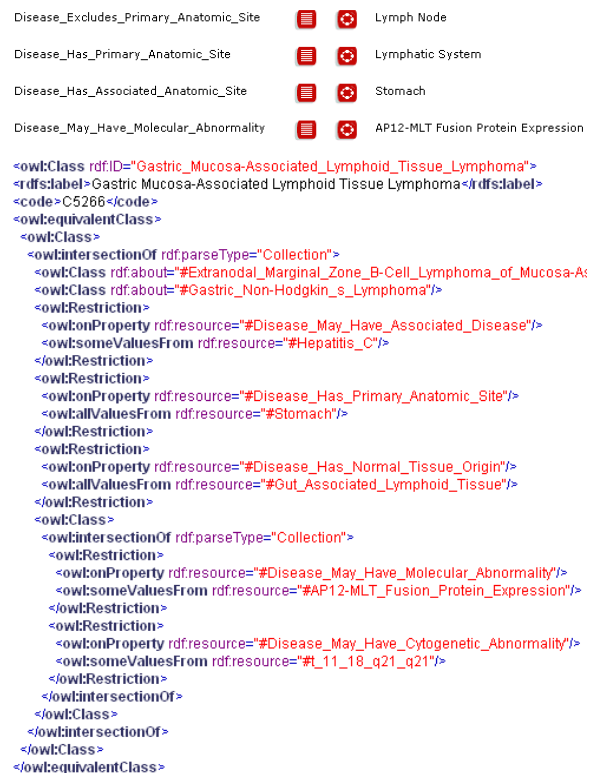 Disease_Excludes_Primary_Anatomic_Site Lymph Node
Disease_Has_Primary_Anatomic_Site Lymphatic System
Disease_Has_Associated_Anatomic_Site Stomach
Disease_May_Have_Molecular_Abnormality AP12-MLT Fusion Protein Expression
<owl:Class rdf:ID="Gastric_Mucosa-Associated_Lymphoid_Tissue_Lymphoma">
<rdfs:label>Gastric Mucosa-Associated Lymphoid Tissue Lymphoma</rdfs:label>
<code>C5266</code>
<owl:equivalentClass>
<owl:Class>
<owl:intersectionOf rdf:parseType="Collection">
<owl:Class rdf:about="#Extranodal_Marginal_Zone_B-Cell_Lymphoma_of_Mucosa-As
<owl:Class rdf:about="#Gastric_Non-Hodgkin_s_Lymphoma"/>
<owl:Restriction>
<owl:onProperty rdf:resource="#Disease_May_Have_Associated_Disease"/>
<owl:someValuesFrom rdf:resource="#Hepatitis_C"/>
</owl:Restriction>
<owl:Restriction>
<owl:onProperty rdf:resource="#Disease_Has_Primary_Anatomic_Site"/>
<owl:allValuesFrom rdf:resource="#Stomach"/>
</owl:Restriction>
<owl:Restriction>
<owl:onProperty rdf:resource="#Disease_Has_Normal_Tissue_Origin"/>
<owl:allValuesFrom rdf:resource="#Gut_Associated_Lymphoid_Tissue"/>
</owl:Restriction>
<owl:Class>
<owl:intersectionOf rdf:parseType="Collection">
<owl:Restriction>
<owl:onProperty rdf:resource="#Disease_May_Have_Molecular_Abnormality"/>
<owl:someValuesFrom rdf:resource="#AP12-MLT_Fusion_Protein_Expression"/>
</owl:Restriction>
<owl:Restriction>
<owl:onProperty rdf:resource="#Disease_May_Have_Cytogenetic_Abnormality"/>
<owl:someValuesFrom rdf:resource="#t_11_18_q21_q21"/>
</owl:Restriction>
</owl:intersectionOf>
</owl:Class>
</owl:intersectionOf>
</owl:Class>
</owl:equivalentClass>